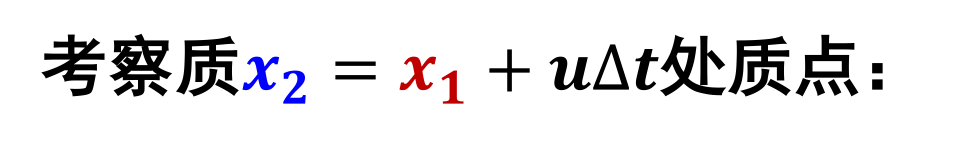 考察质x₂ = x₁ + uΔt处质点：